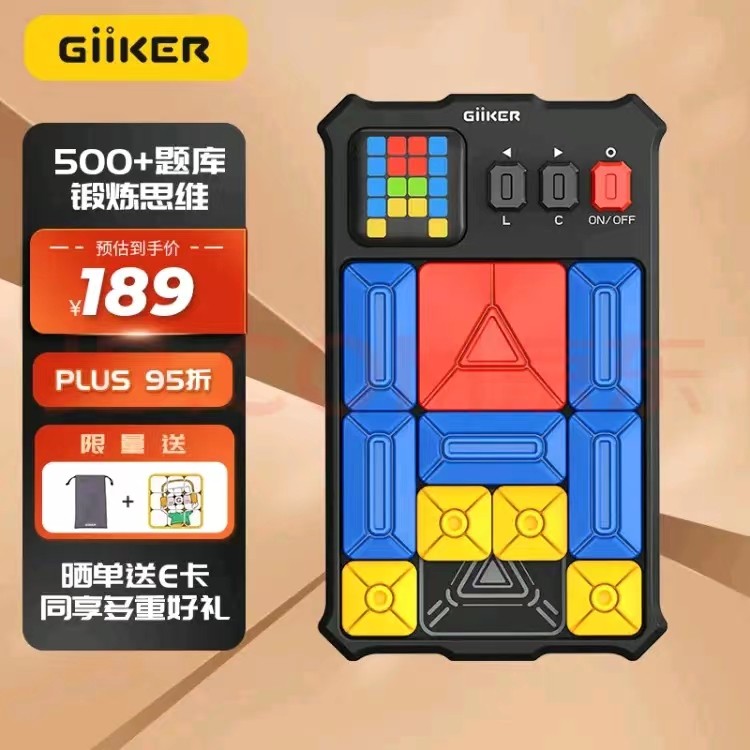 GiiKER
500+题库
锻炼思维
预估到手价
¥189
PLUS 95折
限量送
+
晒单送E卡
同享多重好礼
GiiKER
◀ ▶ O
L C ON/OFF